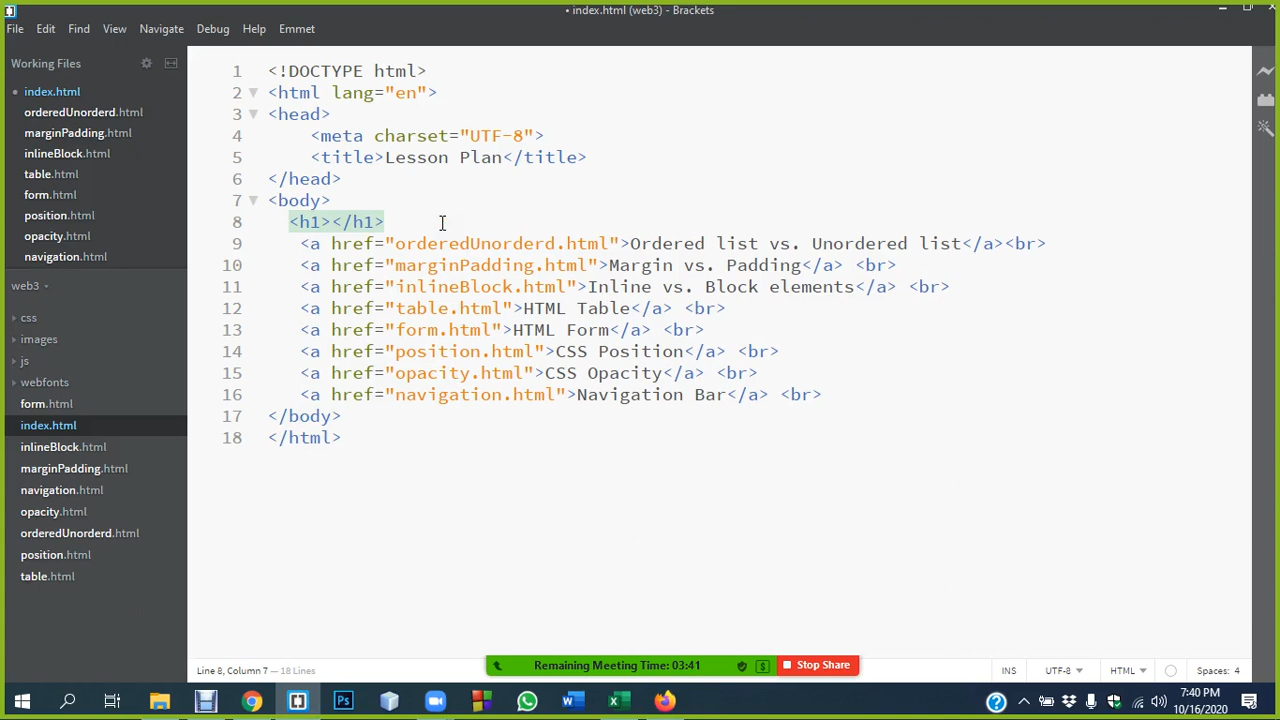 • index.html (web3) - Brackets
File Edit Find View Navigate Debug Help Emmet
Working Files
index.html
orderedUnorderd.html
marginPadding.html
inlineBlock.html
table.html
form.html
position.html
opacity.html
navigation.html
web3
css
images
js
webfonts
form.html
index.html
inlineBlock.html
marginPadding.html
navigation.html
opacity.html
orderedUnorderd.html
position.html
table.html
1 <!DOCTYPE html>
2 <html lang="en">
3 <head>
4 <meta charset="UTF-8">
5 <title>Lesson Plan</title>
6 </head>
7 <body>
8 <h1></h1>
9 <a href="orderedUnorderd.html">Ordered list vs. Unordered list</a><br>
10 <a href="marginPadding.html">Margin vs. Padding</a> <br>
11 <a href="inlineBlock.html">Inline vs. Block elements</a> <br>
12 <a href="table.html">HTML Table</a> <br>
13 <a href="form.html">HTML Form</a> <br>
14 <a href="position.html">CSS Position</a> <br>
15 <a href="opacity.html">CSS Opacity</a> <br>
16 <a href="navigation.html">Navigation Bar</a> <br>
17 </body>
18 </html>
Remaining Meeting Time: 03:41 Stop Share
Line 8, Column 7 — 18 Lines INS UTF-8 HTML Spaces: 4
7:40 PM
10/16/2020